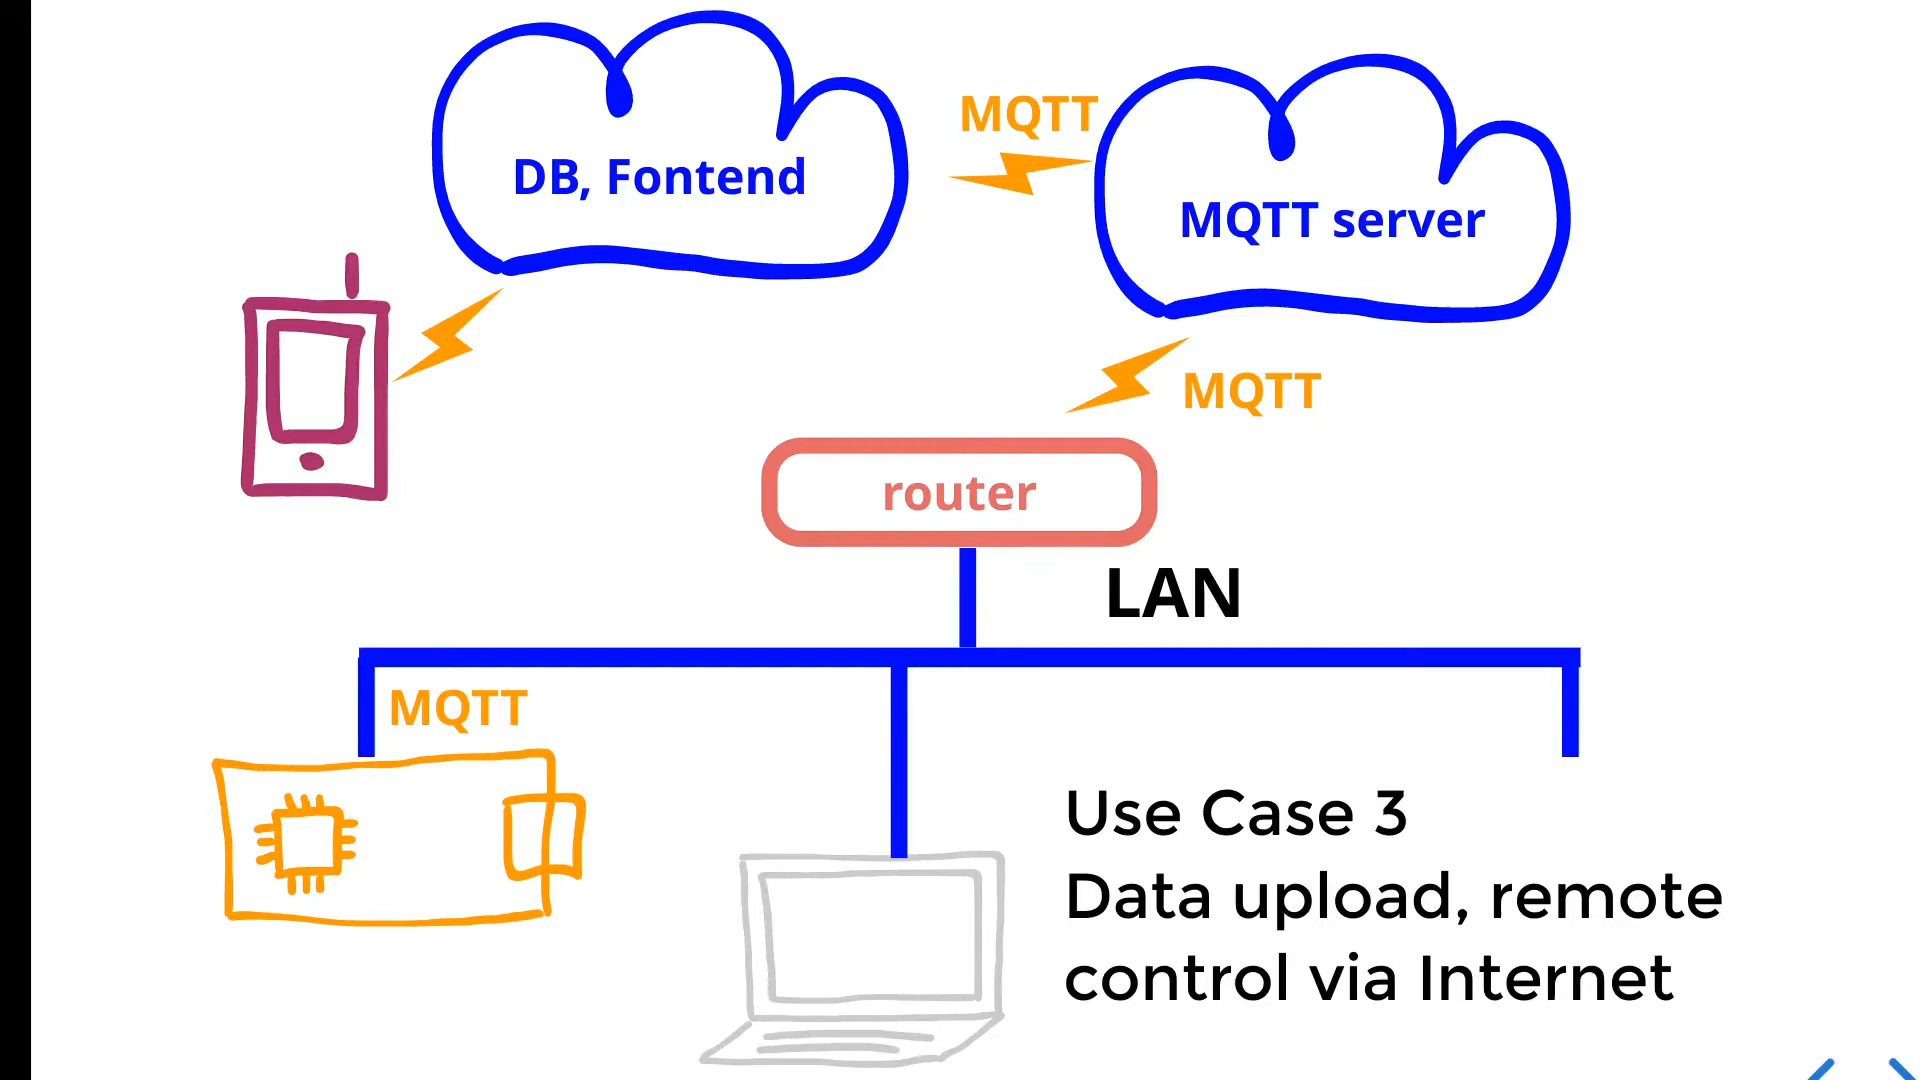 MQTT
DB, Fontend
MQTT server
MQTT
router
LAN
MQTT
Use Case 3
Data upload, remote
control via Internet